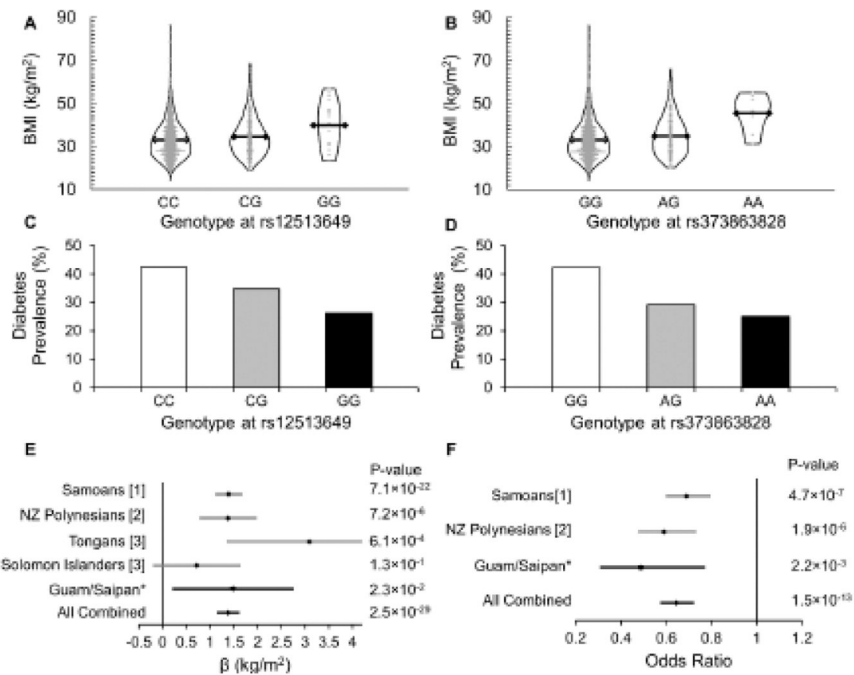 A
BMI (kg/m²)
90
70
50
30
10
CC CG GG
Genotype at rs12513649
B
BMI (kg/m²)
90
70
50
30
10
GG AG AA
Genotype at rs373863828
C
Diabetes
Prevalence (%)
50
40
30
20
10
0
CC CG GG
Genotype at rs12513649
D
Diabetes
Prevalence (%)
50
40
30
20
10
0
GG AG AA
Genotype at rs373863828
E
P-value
Samoans [1] 7.1×10⁻²²
NZ Polynesians [2] 7.2×10⁻⁶
Tongans [3] 6.1×10⁻⁴
Solomon Islanders [3] 1.3×10⁻¹
Guam/Saipan* 2.3×10⁻²
All Combined 2.5×10⁻²⁹
-0.5 0 0.5 1 1.5 2 2.5 3 3.5 4
β (kg/m²)
F
P-value
Samoans[1] 4.7×10⁻⁷
NZ Polynesians [2] 1.9×10⁻⁶
Guam/Saipan* 2.2×10⁻³
All Combined 1.5×10⁻¹³
0.2 0.4 0.6 0.8 1 1.2
Odds Ratio